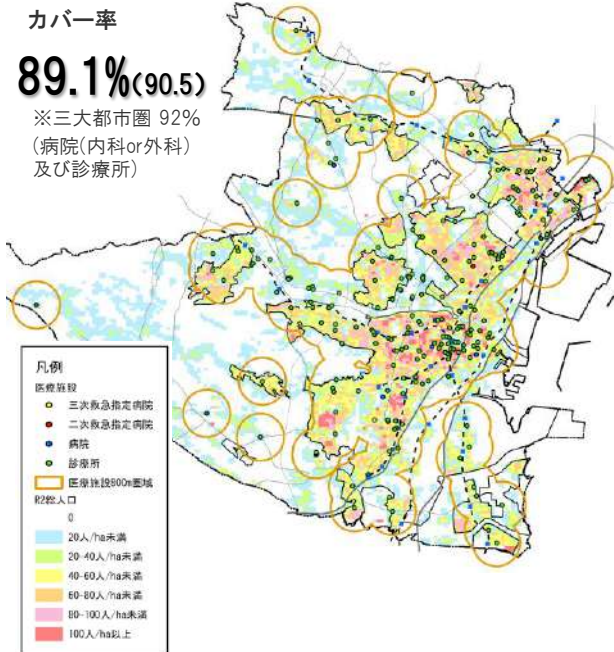 カバー率
89.1%(90.5)
※三大都市圏 92%
(病院(内科or外科)
及び診療所)
凡例
医療施設
三次救急指定病院
二次救急指定病院
病院
診療所
医療施設800m圏域
R2総人口
0
20人/ha未満
20-40人/ha未満
40-60人/ha未満
60-80人/ha未満
80-100人/ha未満
100人/ha以上